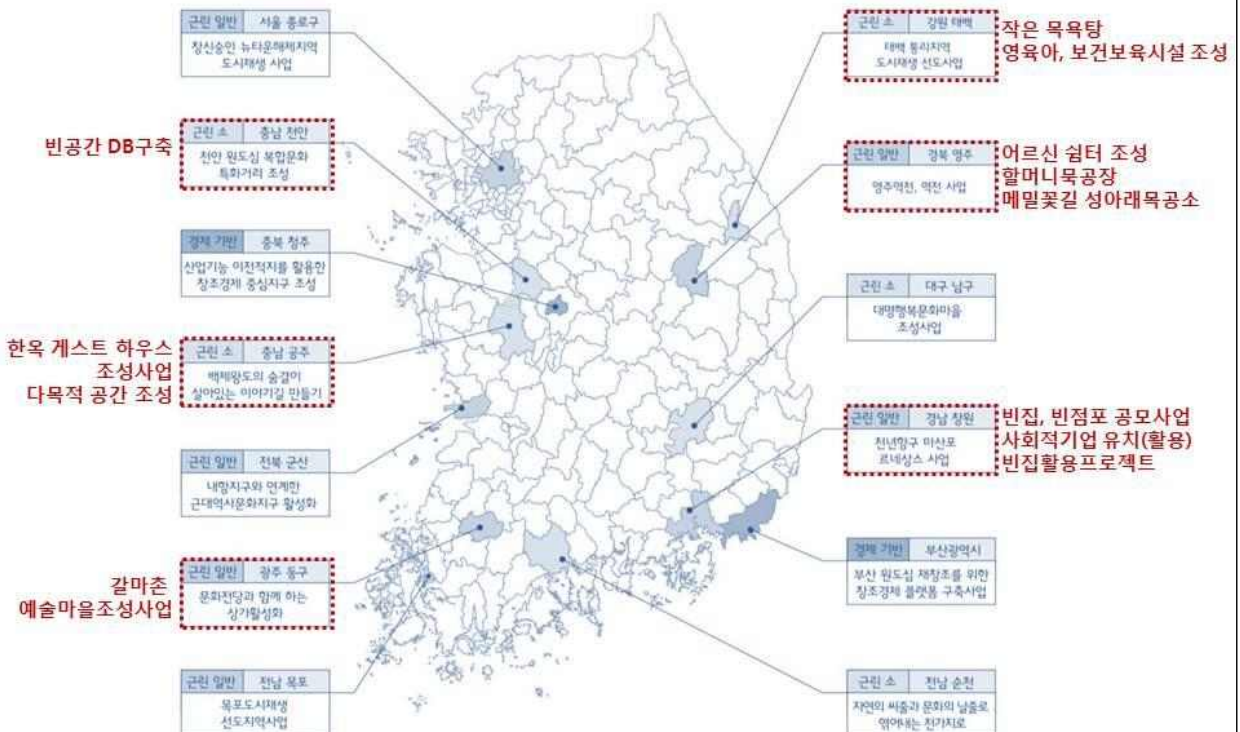 근린 일반 서울 종로구
창신숭인 뉴타운해제지역
도시재생 사업
빈공간 DB구축
근린 소 충남 천안
천안 원도심 복합문화
특화거리 조성
경제 기반 충북 청주
산업기능 이전적지를 활용한
창조경제 중심지구 조성
한옥 게스트 하우스
조성사업
다목적 공간 조성
근린 소 충남 공주
백제왕도의 숨결이
살아있는 이야기길 만들기
근린 일반 전북 군산
내항지구와 연계한
근대역사문화지구 활성화
갈마촌
예술마을조성사업
근린 일반 광주 동구
문화전당과 함께 하는
상가활성화
근린 일반 전남 목포
목포도시재생
선도지역사업
근린 소 강원 태백
태백 통리지역
도시재생 선도사업
작은 목욕탕
영육아, 보건보육시설 조성
근린 일반 경북 영주
영주역전, 역전 사업
어르신 쉼터 조성
할머니묵공장
메밀꽃길 성아래목공소
근린 소 대구 남구
대명행복문화마을
조성사업
근린 일반 경남 창원
천년항구 마산포
르네상스 사업
빈집, 빈점포 공모사업
사회적기업 유치(활용)
빈집활용프로젝트
경제 기반 부산광역시
부산 원도심 재창조를 위한
창조경제 플랫폼 구축사업
근린 소 전남 순천
자연의 씨줄과 문화의 날줄로
엮어내는 천가지로